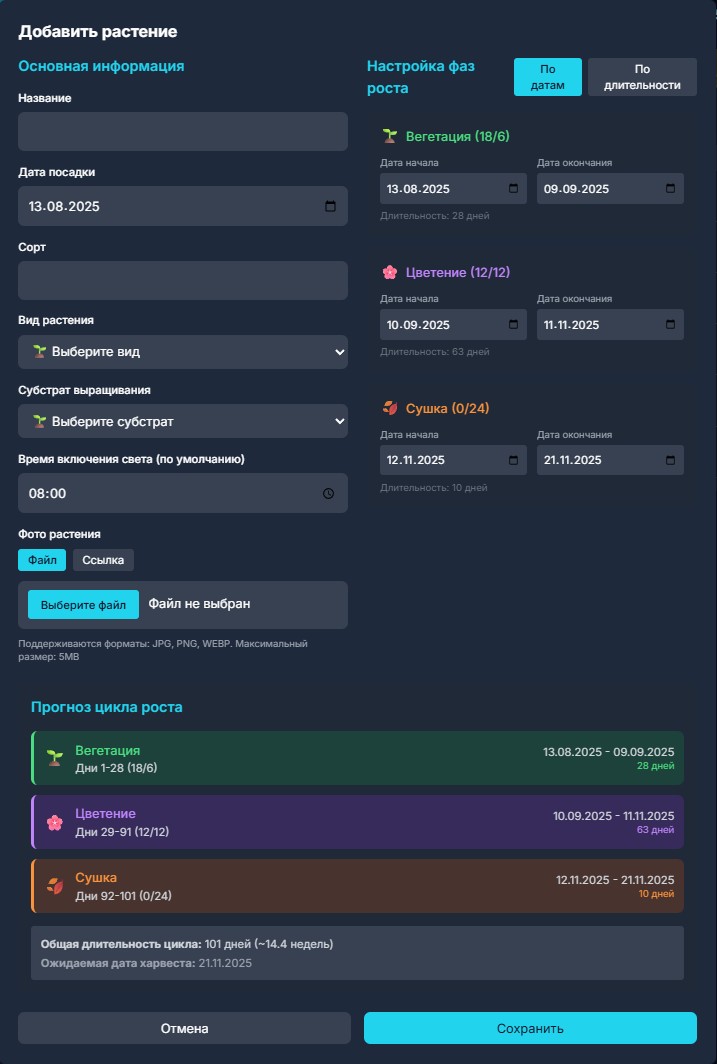 Добавить растение
Основная информация
Название
Дата посадки
13.08.2025
Сорт
Вид растения
Выберите вид
Субстрат выращивания
Выберите субстрат
Время включения света (по умолчанию)
08:00
Фото растения
Файл Ссылка
Выберите файл Файл не выбран
Поддерживаются форматы: JPG, PNG, WEBP. Максимальный
размер: 5MB
Настройка фаз
роста
По
датам
По
длительности
Вегетация (18/6)
Дата начала Дата окончания
13.08.2025 09.09.2025
Длительность: 28 дней
Цветение (12/12)
Дата начала Дата окончания
10.09.2025 11.11.2025
Длительность: 63 дней
Сушка (0/24)
Дата начала Дата окончания
12.11.2025 21.11.2025
Длительность: 10 дней
Прогноз цикла роста
Вегетация
Дни 1-28 (18/6)
13.08.2025 - 09.09.2025
28 дней
Цветение
Дни 29-91 (12/12)
10.09.2025 - 11.11.2025
63 дней
Сушка
Дни 92-101 (0/24)
12.11.2025 - 21.11.2025
10 дней
Общая длительность цикла: 101 дней (~14.4 недель)
Ожидаемая дата харвеста: 21.11.2025
Отмена Сохранить